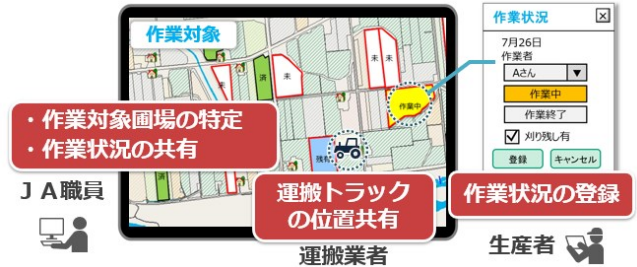 作業対象
済
未
未
未
作業中
済
残有
・作業対象圃場の特定
・作業状況の共有
JA職員
運搬トラック
の位置共有
運搬業者
作業状況
7月26日
作業者
Aさん
作業中
作業終了
刈り残し有
登録
キャンセル
作業状況の登録
生産者